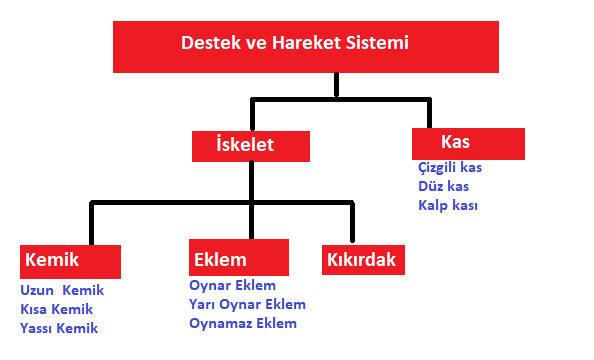 Destek ve Hareket Sistemi
İskelet
Kas
Çizgili kas
Düz kas
Kalp kası
Kemik
Uzun Kemik
Kısa Kemik
Yassı Kemik
Eklem
Oynar Eklem
Yarı Oynar Eklem
Oynamaz Eklem
Kıkırdak